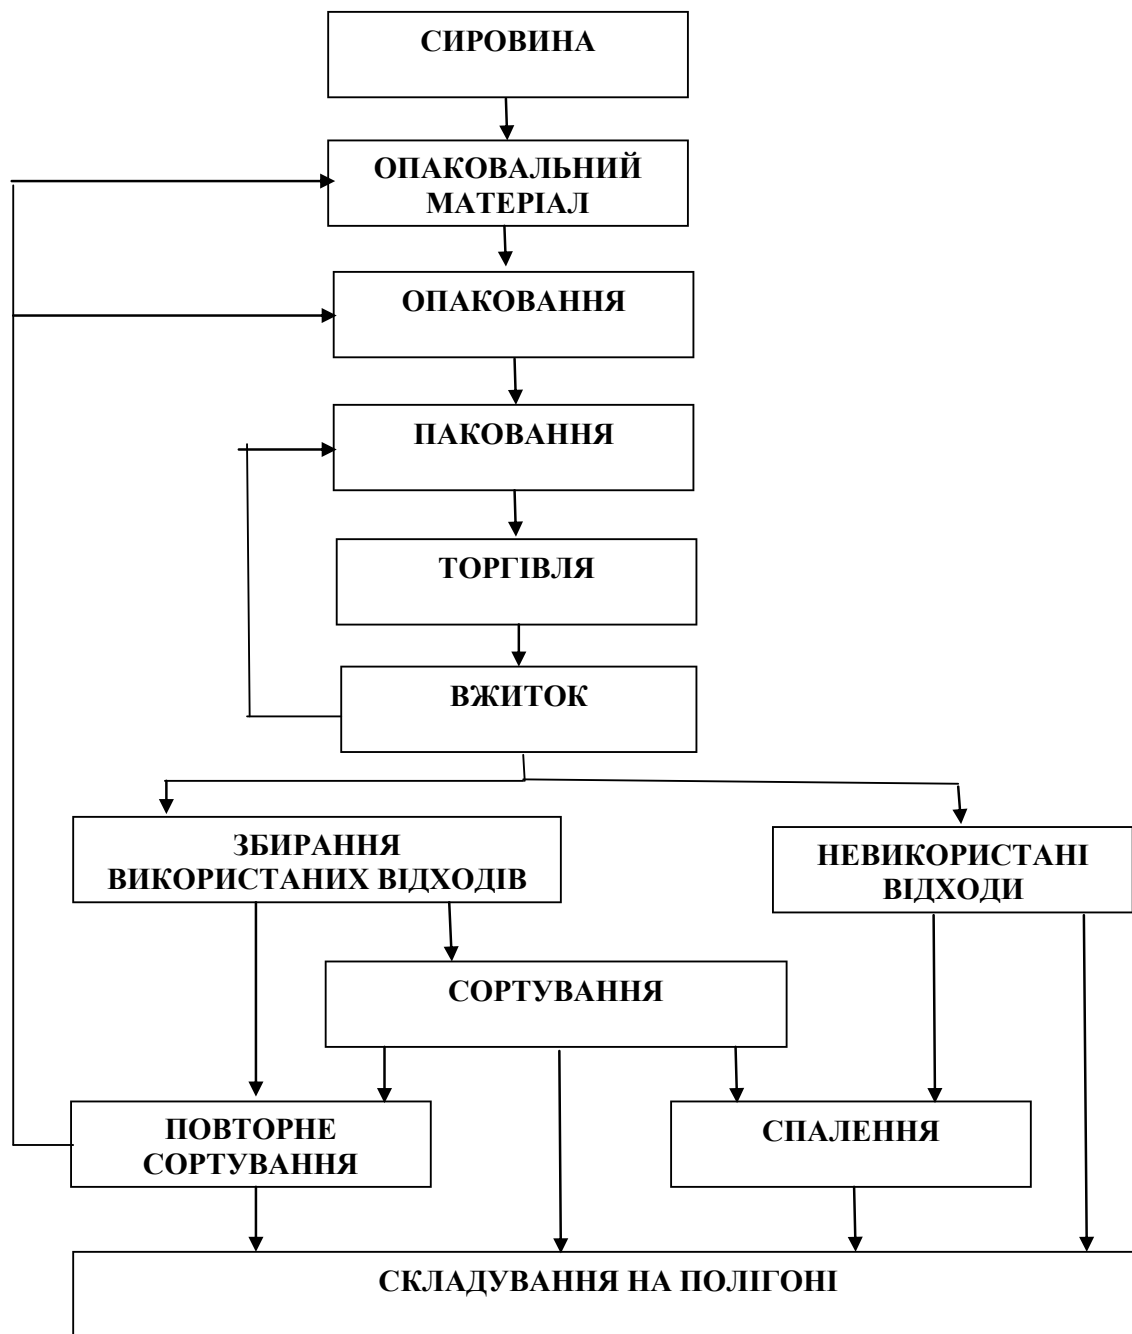 СИРОВИНА
ОПАКОВАЛЬНИЙ
МАТЕРІАЛ
ОПАКОВАННЯ
ПАКОВАННЯ
ТОРГІВЛЯ
ВЖИТОК
ЗБИРАННЯ
ВИКОРИСТАНИХ ВІДХОДІВ
НЕВИКОРИСТАНІ
ВІДХОДИ
СОРТУВАННЯ
ПОВТОРНЕ
СОРТУВАННЯ
СПАЛЕННЯ
СКЛАДУВАННЯ НА ПОЛІГОНІ